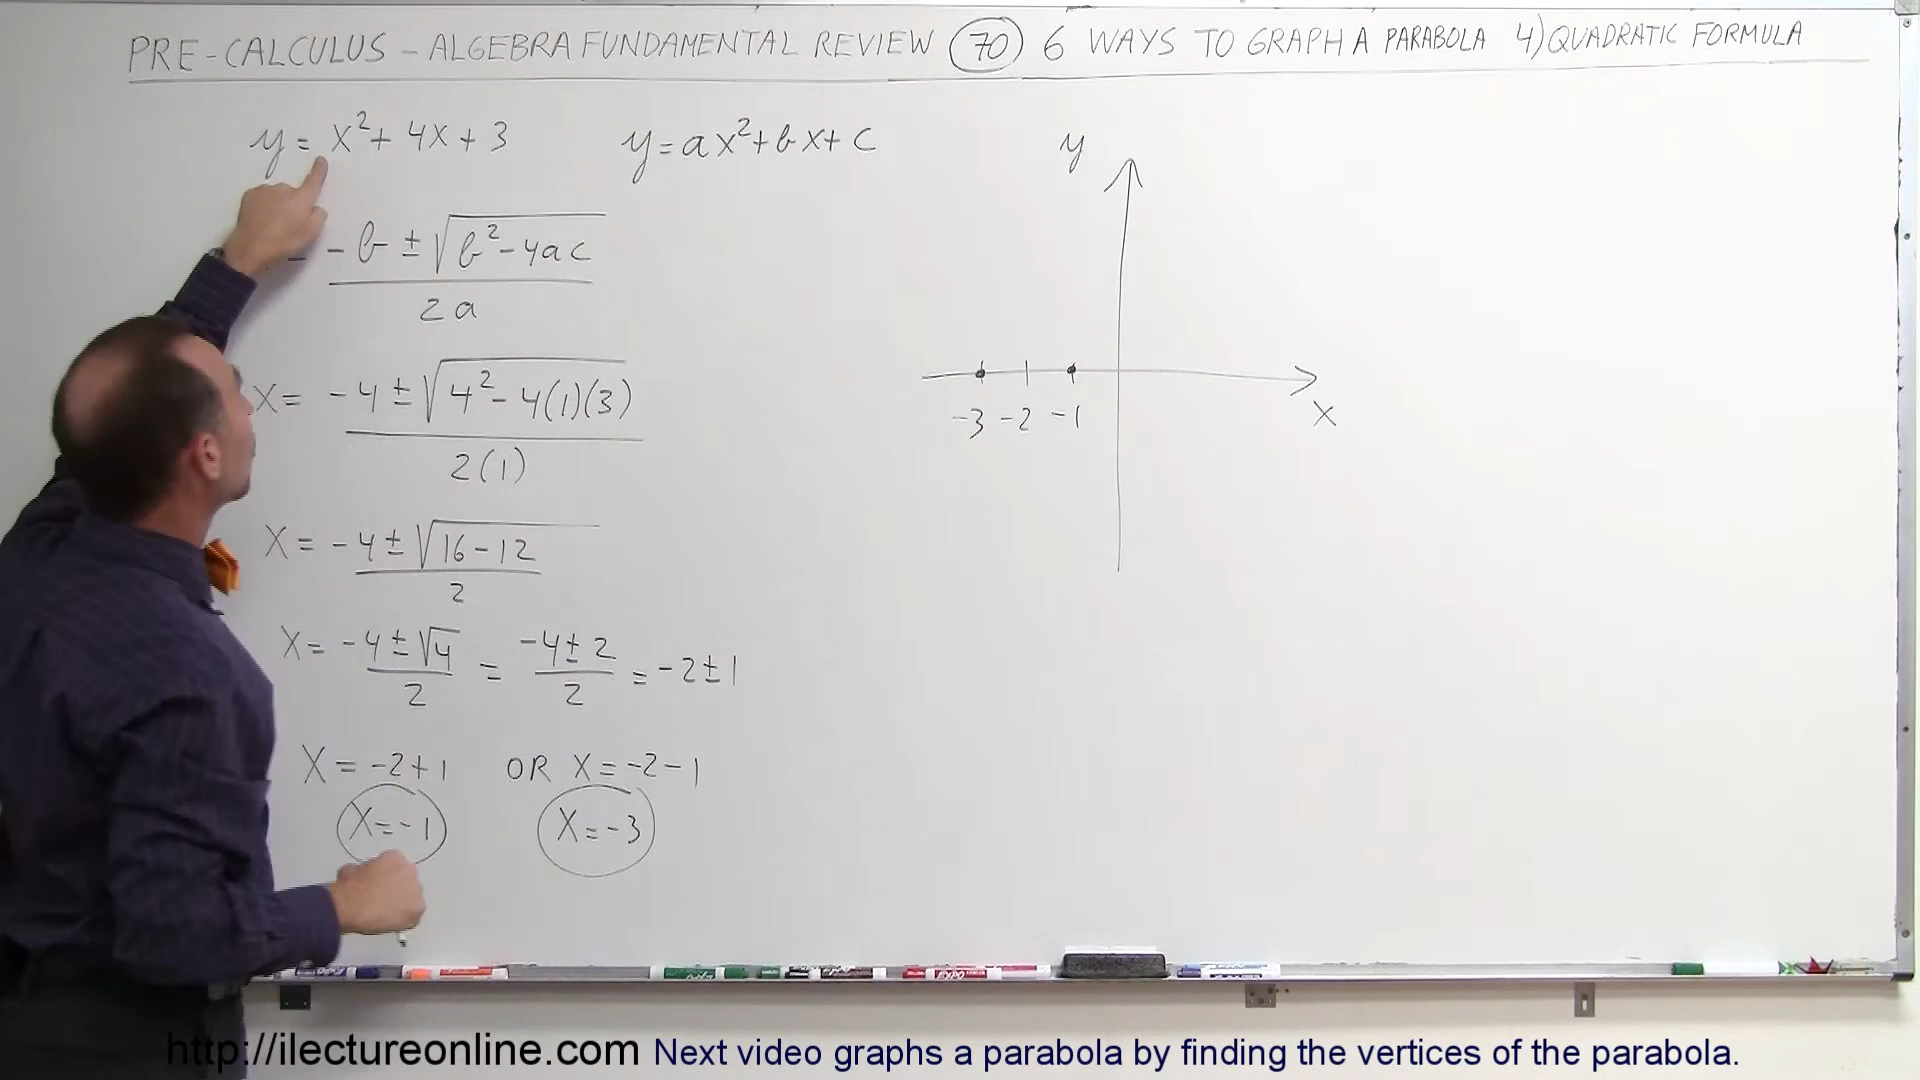 PRE-CALCULUS - ALGEBRA FUNDAMENTAL REVIEW 70 6 WAYS TO GRAPH A PARABOLA 4) QUADRATIC FORMULA
y = x² + 4x + 3
y = ax² + bx + c
-b ± √b² - 4ac
2a
x = -4 ± √4² - 4(1)(3)
2(1)
x = -4 ± √16 - 12
2
x = -4 ± √4 = -4 ± 2 = -2 ± 1
2 2
x = -2 + 1 OR x = -2 - 1
x = -1 x = -3
y
-3 -2 -1
x
http://ilectureonline.com Next video graphs a parabola by finding the vertices of the parabola.